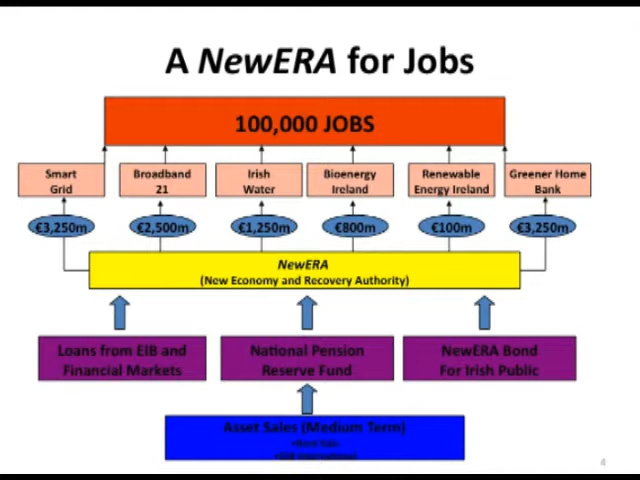 A NewERA for Jobs
100,000 JOBS
Smart
Grid
Broadband
21
Irish
Water
Bioenergy
Ireland
Renewable
Energy Ireland
Greener Home
Bank
€3,250m
€2,500m
€1,250m
€800m
€100m
€3,250m
NewERA
(New Economy and Recovery Authority)
Loans from EIB and
Financial Markets
National Pension
Reserve Fund
NewERA Bond
For Irish Public
Asset Sales (Medium Term)
4